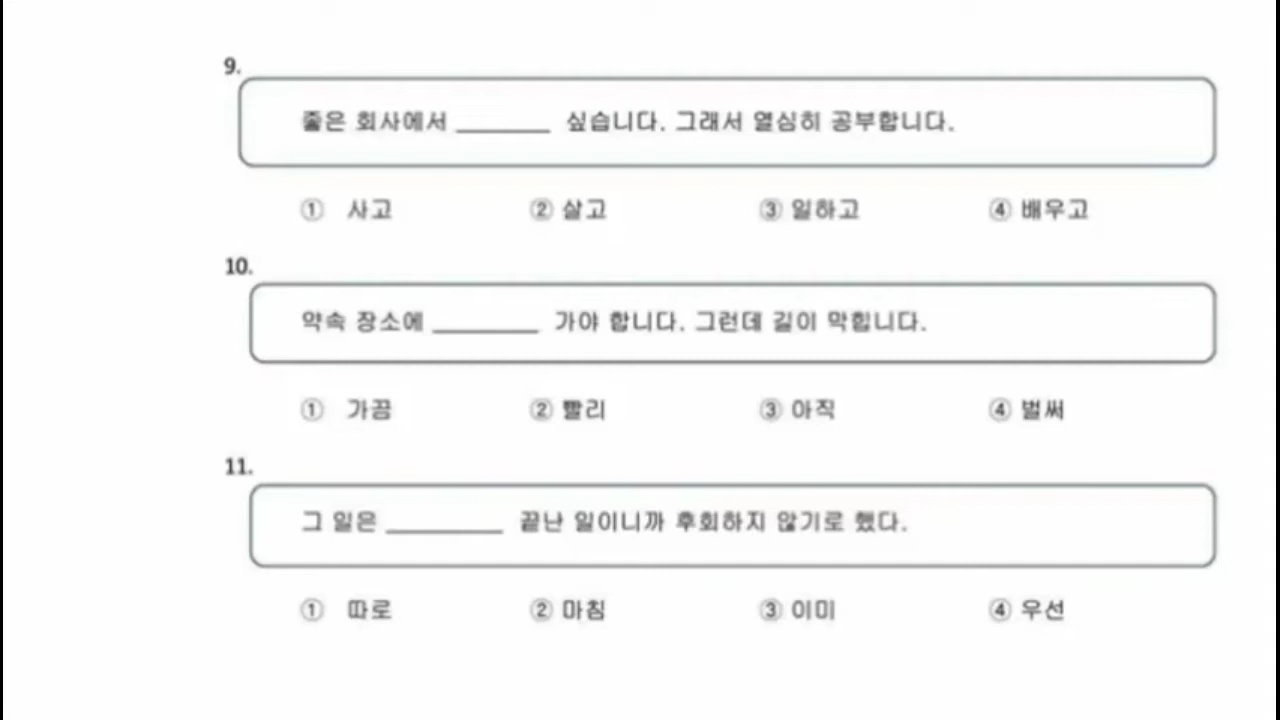 9.
좋은 회사에서 ________ 싶습니다. 그래서 열심히 공부합니다.
① 사고 ② 살고 ③ 일하고 ④ 배우고
10.
약속 장소에 _________ 가야 합니다. 그런데 길이 막힙니다.
① 가끔 ② 빨리 ③ 아직 ④ 벌써
11.
그 일은 __________ 끝난 일이니까 후회하지 않기로 했다.
① 따로 ② 마침 ③ 이미 ④ 우선